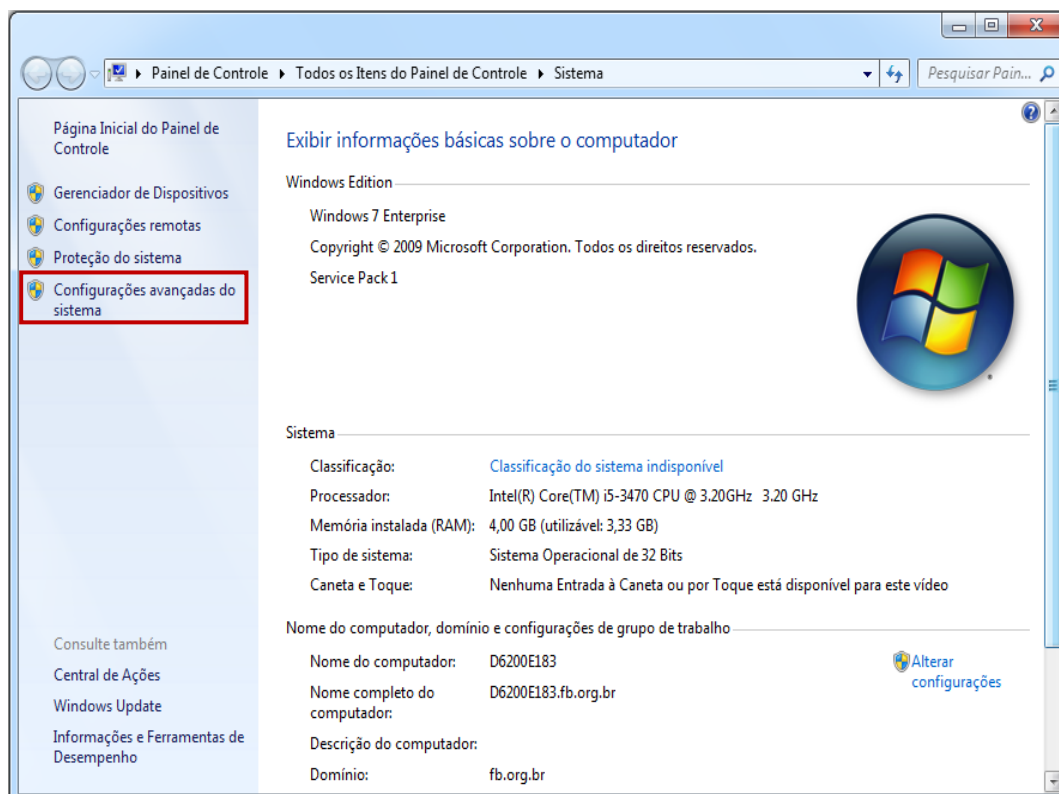 Painel de Controle Todos os Itens do Painel de Controle Sistema
Pesquisar Pain...
Página Inicial do Painel de
Controle
Gerenciador de Dispositivos
Configurações remotas
Proteção do sistema
Configurações avançadas do
sistema
Exibir informações básicas sobre o computador
Windows Edition
Windows 7 Enterprise
Copyright © 2009 Microsoft Corporation. Todos os direitos reservados.
Service Pack 1
Sistema
Classificação: Classificação do sistema indisponível
Processador: Intel(R) Core(TM) i5-3470 CPU @ 3.20GHz 3.20 GHz
Memória instalada (RAM): 4,00 GB (utilizável: 3,33 GB)
Tipo de sistema: Sistema Operacional de 32 Bits
Caneta e Toque: Nenhuma Entrada à Caneta ou por Toque está disponível para este vídeo
Nome do computador, domínio e configurações de grupo de trabalho
Nome do computador: D6200E183
Alterar
configurações
Nome completo do D6200E183.fb.org.br
computador:
Descrição do computador:
Domínio: fb.org.br
Consulte também
Central de Ações
Windows Update
Informações e Ferramentas de
Desempenho